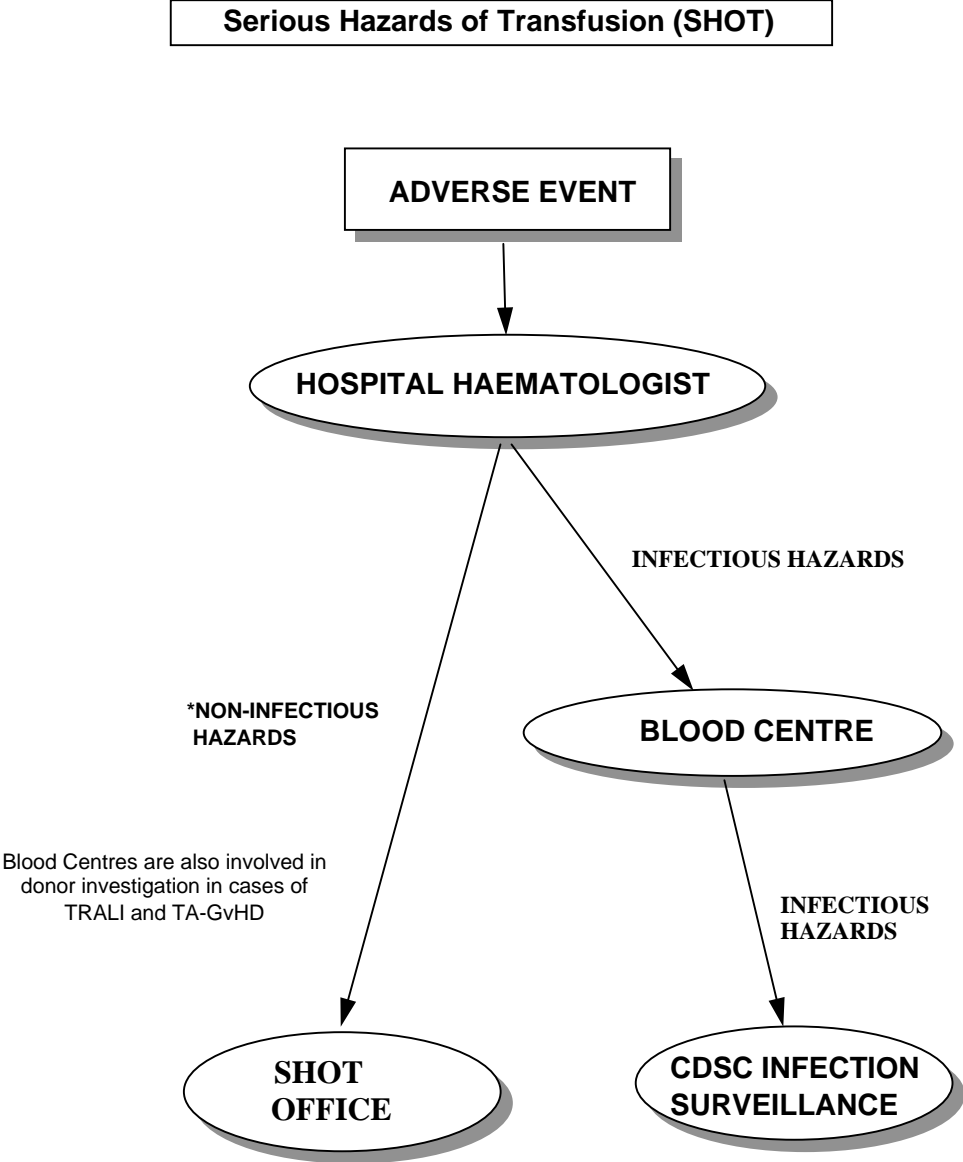 Serious Hazards of Transfusion (SHOT)
ADVERSE EVENT
HOSPITAL HAEMATOLOGIST
INFECTIOUS HAZARDS
*NON-INFECTIOUS
HAZARDS
BLOOD CENTRE
Blood Centres are also involved in
donor investigation in cases of
TRALI and TA-GvHD
INFECTIOUS
HAZARDS
SHOT
OFFICE
CDSC INFECTION
SURVEILLANCE